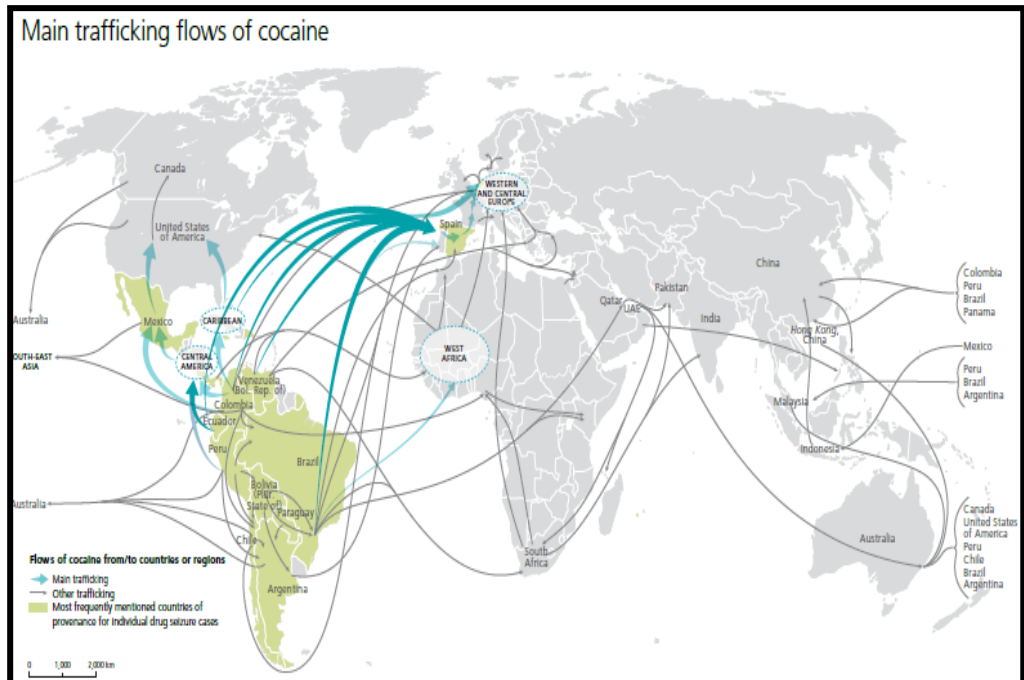 Main trafficking flows of cocaine
Canada
United States
of America
Mexico
CARIBBEAN
CENTRAL
AMERICA
Australia
OUTH-EAST
ASIA
Australia
Venezuela
(Bol. Rep. of)
Colombia
Ecuador
Peru
Brazil
Bolivia
(Plur.
State of)
Paraguay
Chile
Argentina
WESTERN
AND CENTRAL
EUROPE
Spain
WEST
AFRICA
South
Africa
Qatar
UAE
Pakistan
India
China
Hong Kong,
China
Malaysia
Indonesia
Australia
Colombia
Peru
Brazil
Panama
Mexico
Peru
Brazil
Argentina
Canada
United States
of America
Peru
Chile
Brazil
Argentina
Flows of cocaine from/to countries or regions
Main trafficking
Other trafficking
Most frequently mentioned countries of
provenance for individual drug seizure cases
0 1,000 2,000 km